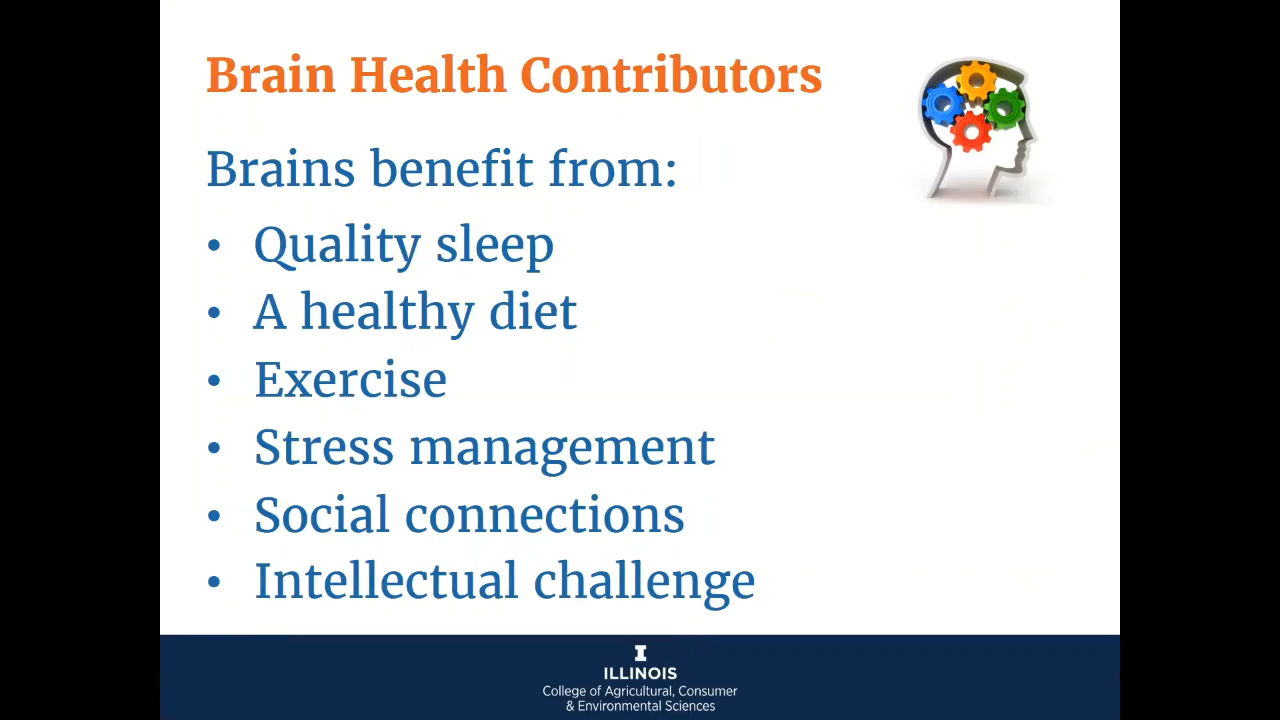 Brain Health Contributors
Brains benefit from:
• Quality sleep
• A healthy diet
• Exercise
• Stress management
• Social connections
• Intellectual challenge
I
ILLINOIS
College of Agricultural, Consumer
& Environmental Sciences